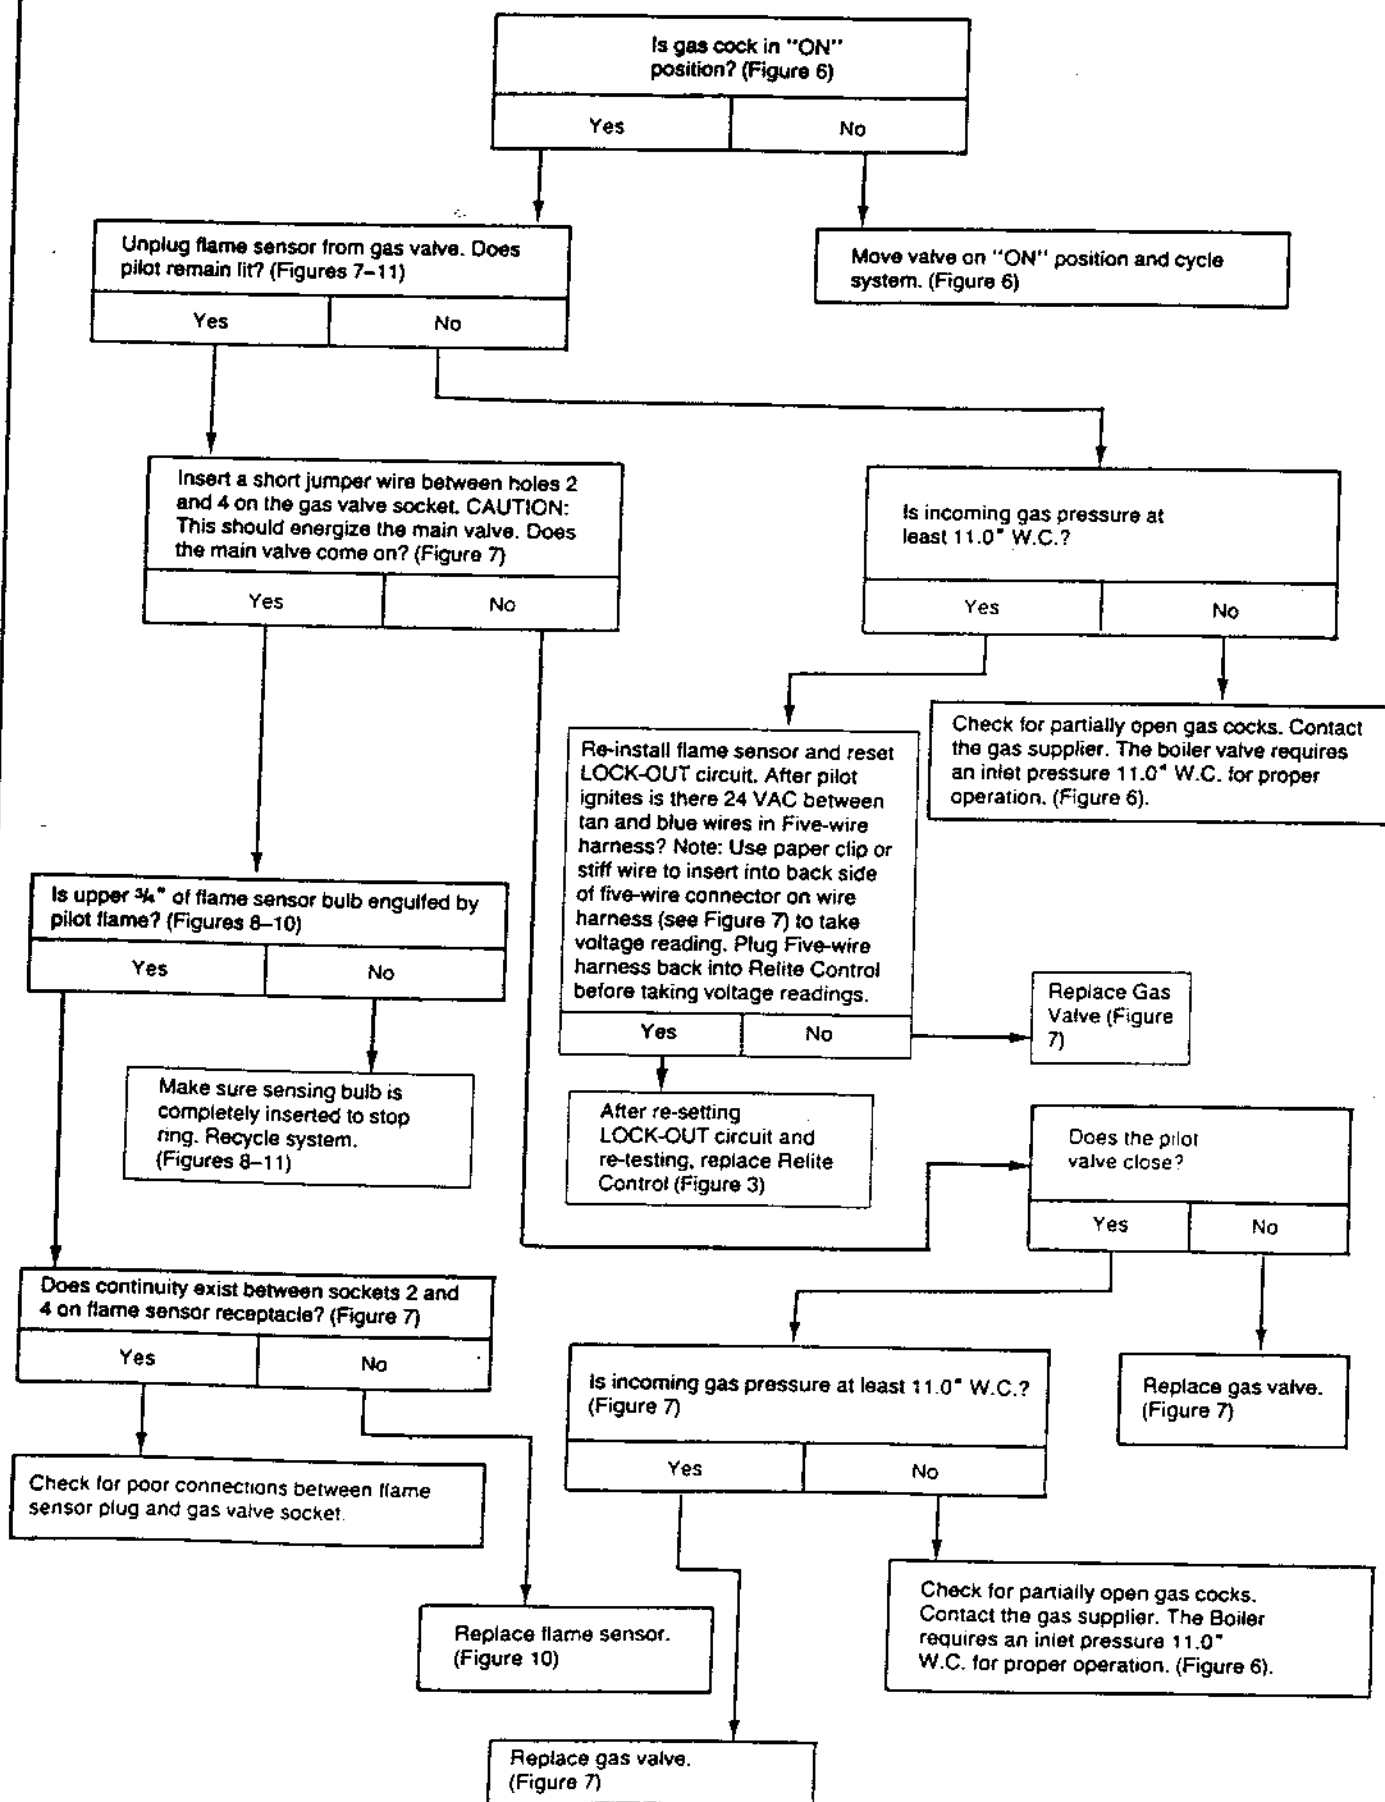 Is gas cock in "ON"
position? (Figure 6)
Yes
No
Unplug flame sensor from gas valve. Does
pilot remain lit? (Figures 7–11)
Yes
No
Move valve on "ON" position and cycle
system. (Figure 6)
Insert a short jumper wire between holes 2
and 4 on the gas valve socket. CAUTION:
This should energize the main valve. Does
the main valve come on? (Figure 7)
Yes
No
Is incoming gas pressure at
least 11.0" W.C.?
Yes
No
Re-install flame sensor and reset
LOCK-OUT circuit. After pilot
ignites is there 24 VAC between
tan and blue wires in Five-wire
harness? Note: Use paper clip or
stiff wire to insert into back side
of five-wire connector on wire
harness (see Figure 7) to take
voltage reading. Plug Five-wire
harness back into Relite Control
before taking voltage readings.
Yes
No
Check for partially open gas cocks. Contact
the gas supplier. The boiler valve requires
an inlet pressure 11.0" W.C. for proper
operation. (Figure 6).
Is upper ¾" of flame sensor bulb engulfed by
pilot flame? (Figures 8–10)
Yes
No
Replace Gas
Valve (Figure
7)
Make sure sensing bulb is
completely inserted to stop
ring. Recycle system.
(Figures 8–11)
After re-setting
LOCK-OUT circuit and
re-testing, replace Relite
Control (Figure 3)
Does the pilot
valve close?
Yes
No
Does continuity exist between sockets 2 and
4 on flame sensor receptacle? (Figure 7)
Yes
No
Is incoming gas pressure at least 11.0" W.C.?
(Figure 7)
Yes
No
Replace gas valve.
(Figure 7)
Check for poor connections between flame
sensor plug and gas valve socket.
Replace flame sensor.
(Figure 10)
Check for partially open gas cocks.
Contact the gas supplier. The Boiler
requires an inlet pressure 11.0"
W.C. for proper operation. (Figure 6).
Replace gas valve.
(Figure 7)